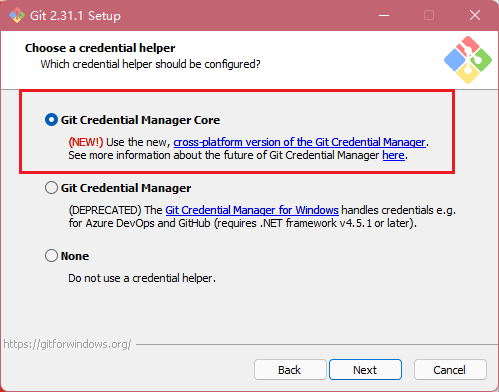 Git 2.31.1 Setup
Choose a credential helper
Which credential helper should be configured?
Git Credential Manager Core
(NEW!) Use the new, cross-platform version of the Git Credential Manager.
See more information about the future of Git Credential Manager here.
Git Credential Manager
(DEPRECATED) The Git Credential Manager for Windows handles credentials e.g.
for Azure DevOps and GitHub (requires .NET framework v4.5.1 or later).
None
Do not use a credential helper.
https://gitforwindows.org/
Back
Next
Cancel